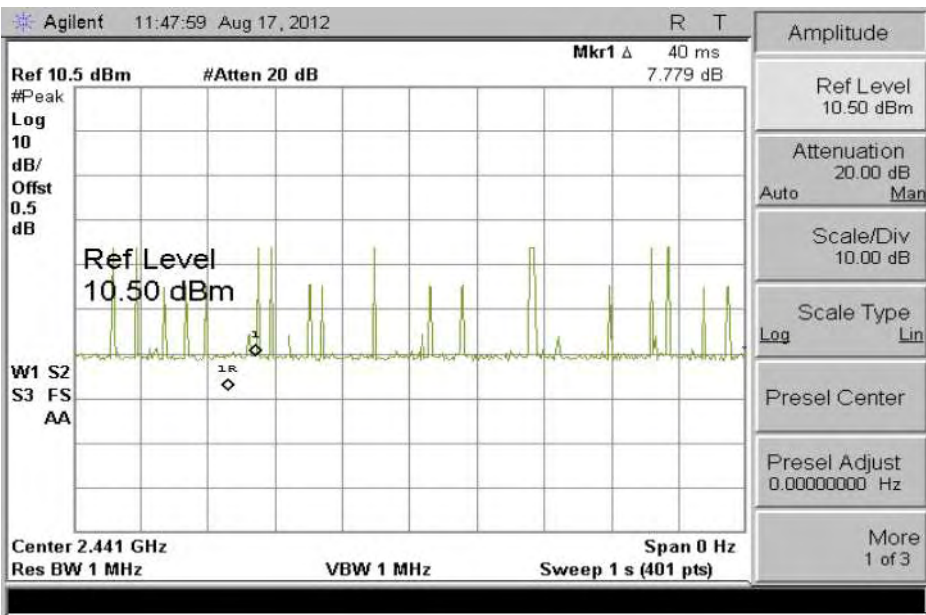 Agilent 11:47:59 Aug 17, 2012 R T
Mkr1 Δ 40 ms
Ref 10.5 dBm #Atten 20 dB 7.779 dB
#Peak
Log
10
dB/
Offst
0.5
dB
Ref Level
10.50 dBm
1
1R
W1 S2
S3 FS
AA
Center 2.441 GHz Span 0 Hz
Res BW 1 MHz VBW 1 MHz Sweep 1 s (401 pts)
Amplitude
Ref Level
10.50 dBm
Attenuation
20.00 dB
Auto Man
Scale/Div
10.00 dB
Scale Type
Log Lin
Presel Center
Presel Adjust
0.00000000 Hz
More
1 of 3